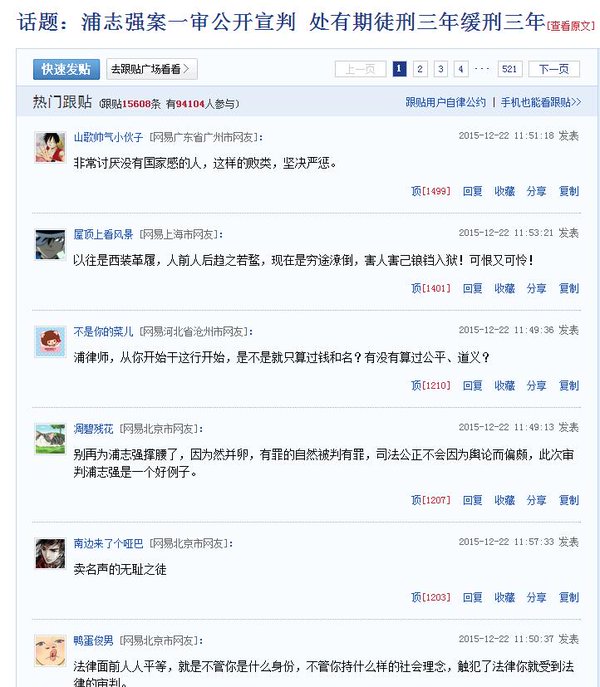 话题：浦志强案一审公开宣判 处有期徒刑三年缓刑三年[查看原文]
快速发贴 去跟贴广场看看> 上一页 1 2 3 4 ... 521 下一页
热门跟贴 (跟贴15608条 有94104人参与) 跟贴用户自律公约 | 手机也能看跟贴>>
山歌帅气小伙子 [网易广东省广州市网友]： 2015-12-22 11:51:18 发表
非常讨厌没有国家感的人，这样的败类，坚决严惩。
顶[1499] 回复 收藏 分享 复制
屋顶上看风景 [网易上海市网友]： 2015-12-22 11:53:21 发表
以往是西装革履，人前人后趋之若鹜，现在是穷途潦倒，害人害己锒铛入狱！可恨又可怜！
顶[1401] 回复 收藏 分享 复制
不是你的菜儿 [网易河北省沧州市网友]： 2015-12-22 11:49:36 发表
浦律师，从你开始干这行开始，是不是就只算过钱和名？有没有算过公平、道义？
顶[1210] 回复 收藏 分享 复制
凋碧残花 [网易北京市网友]： 2015-12-22 11:49:13 发表
别再为浦志强撑腰了，因为然并卵，有罪的自然被判有罪，司法公正不会因为舆论而偏颇，此次审
判浦志强是一个好例子。
顶[1207] 回复 收藏 分享 复制
南边来了个哑巴 [网易北京市网友]： 2015-12-22 11:57:33 发表
卖名声的无耻之徒
顶[1203] 回复 收藏 分享 复制
鸭蛋俊男 [网易北京市网友]： 2015-12-22 11:50:37 发表
法律面前人人平等，就是不管你是什么身份，不管你持什么样的社会理念，触犯了法律你就受到法
律的审判。